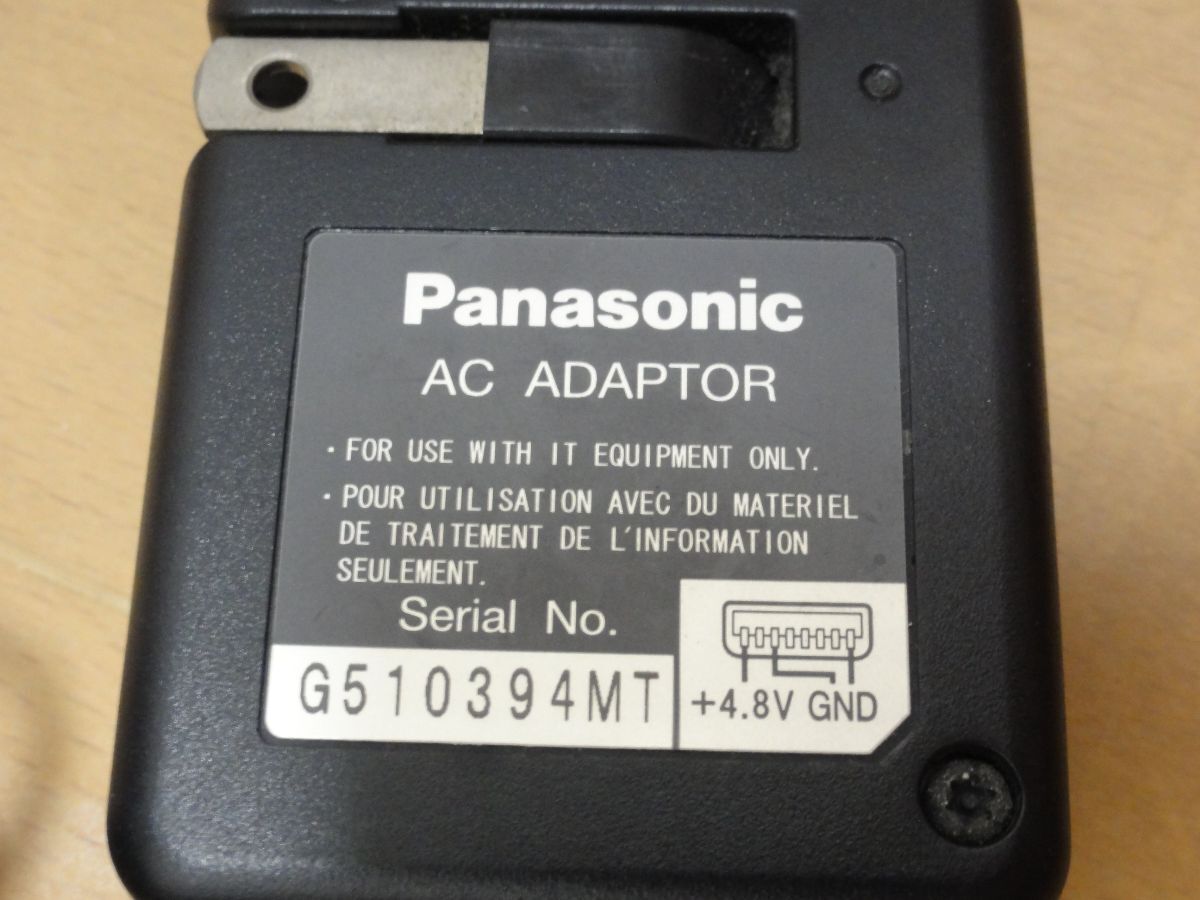 Panasonic
AC ADAPTOR
・FOR USE WITH IT EQUIPMENT ONLY.
・POUR UTILISATION AVEC DU MATERIEL
DE TRAITEMENT DE L'INFORMATION
SEULEMENT.
Serial No.
G510394MT
+4.8V GND